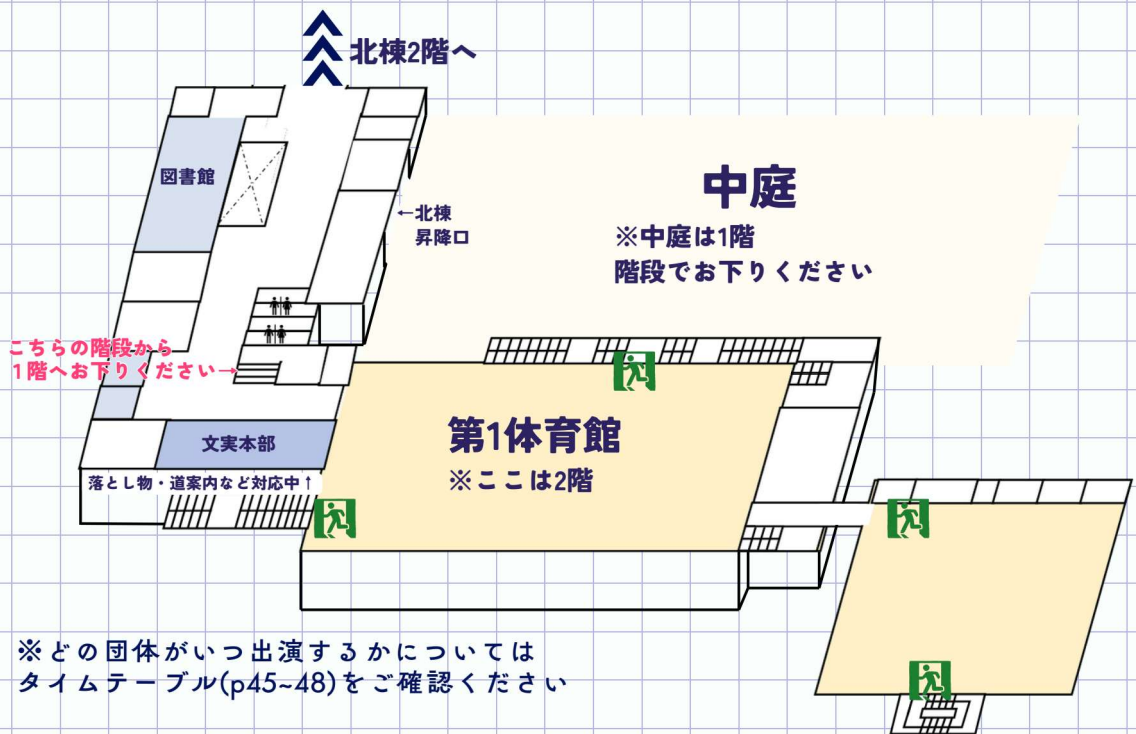 北棟2階へ
図書館
中庭
←北棟
昇降口
※中庭は1階
階段でお下りください
こちらの階段から
1階へお下りください→
第1体育館
※ここは2階
文実本部
落とし物・道案内など対応中↑
※どの団体がいつ出演するかについては
タイムテーブル(p45~48)をご確認ください